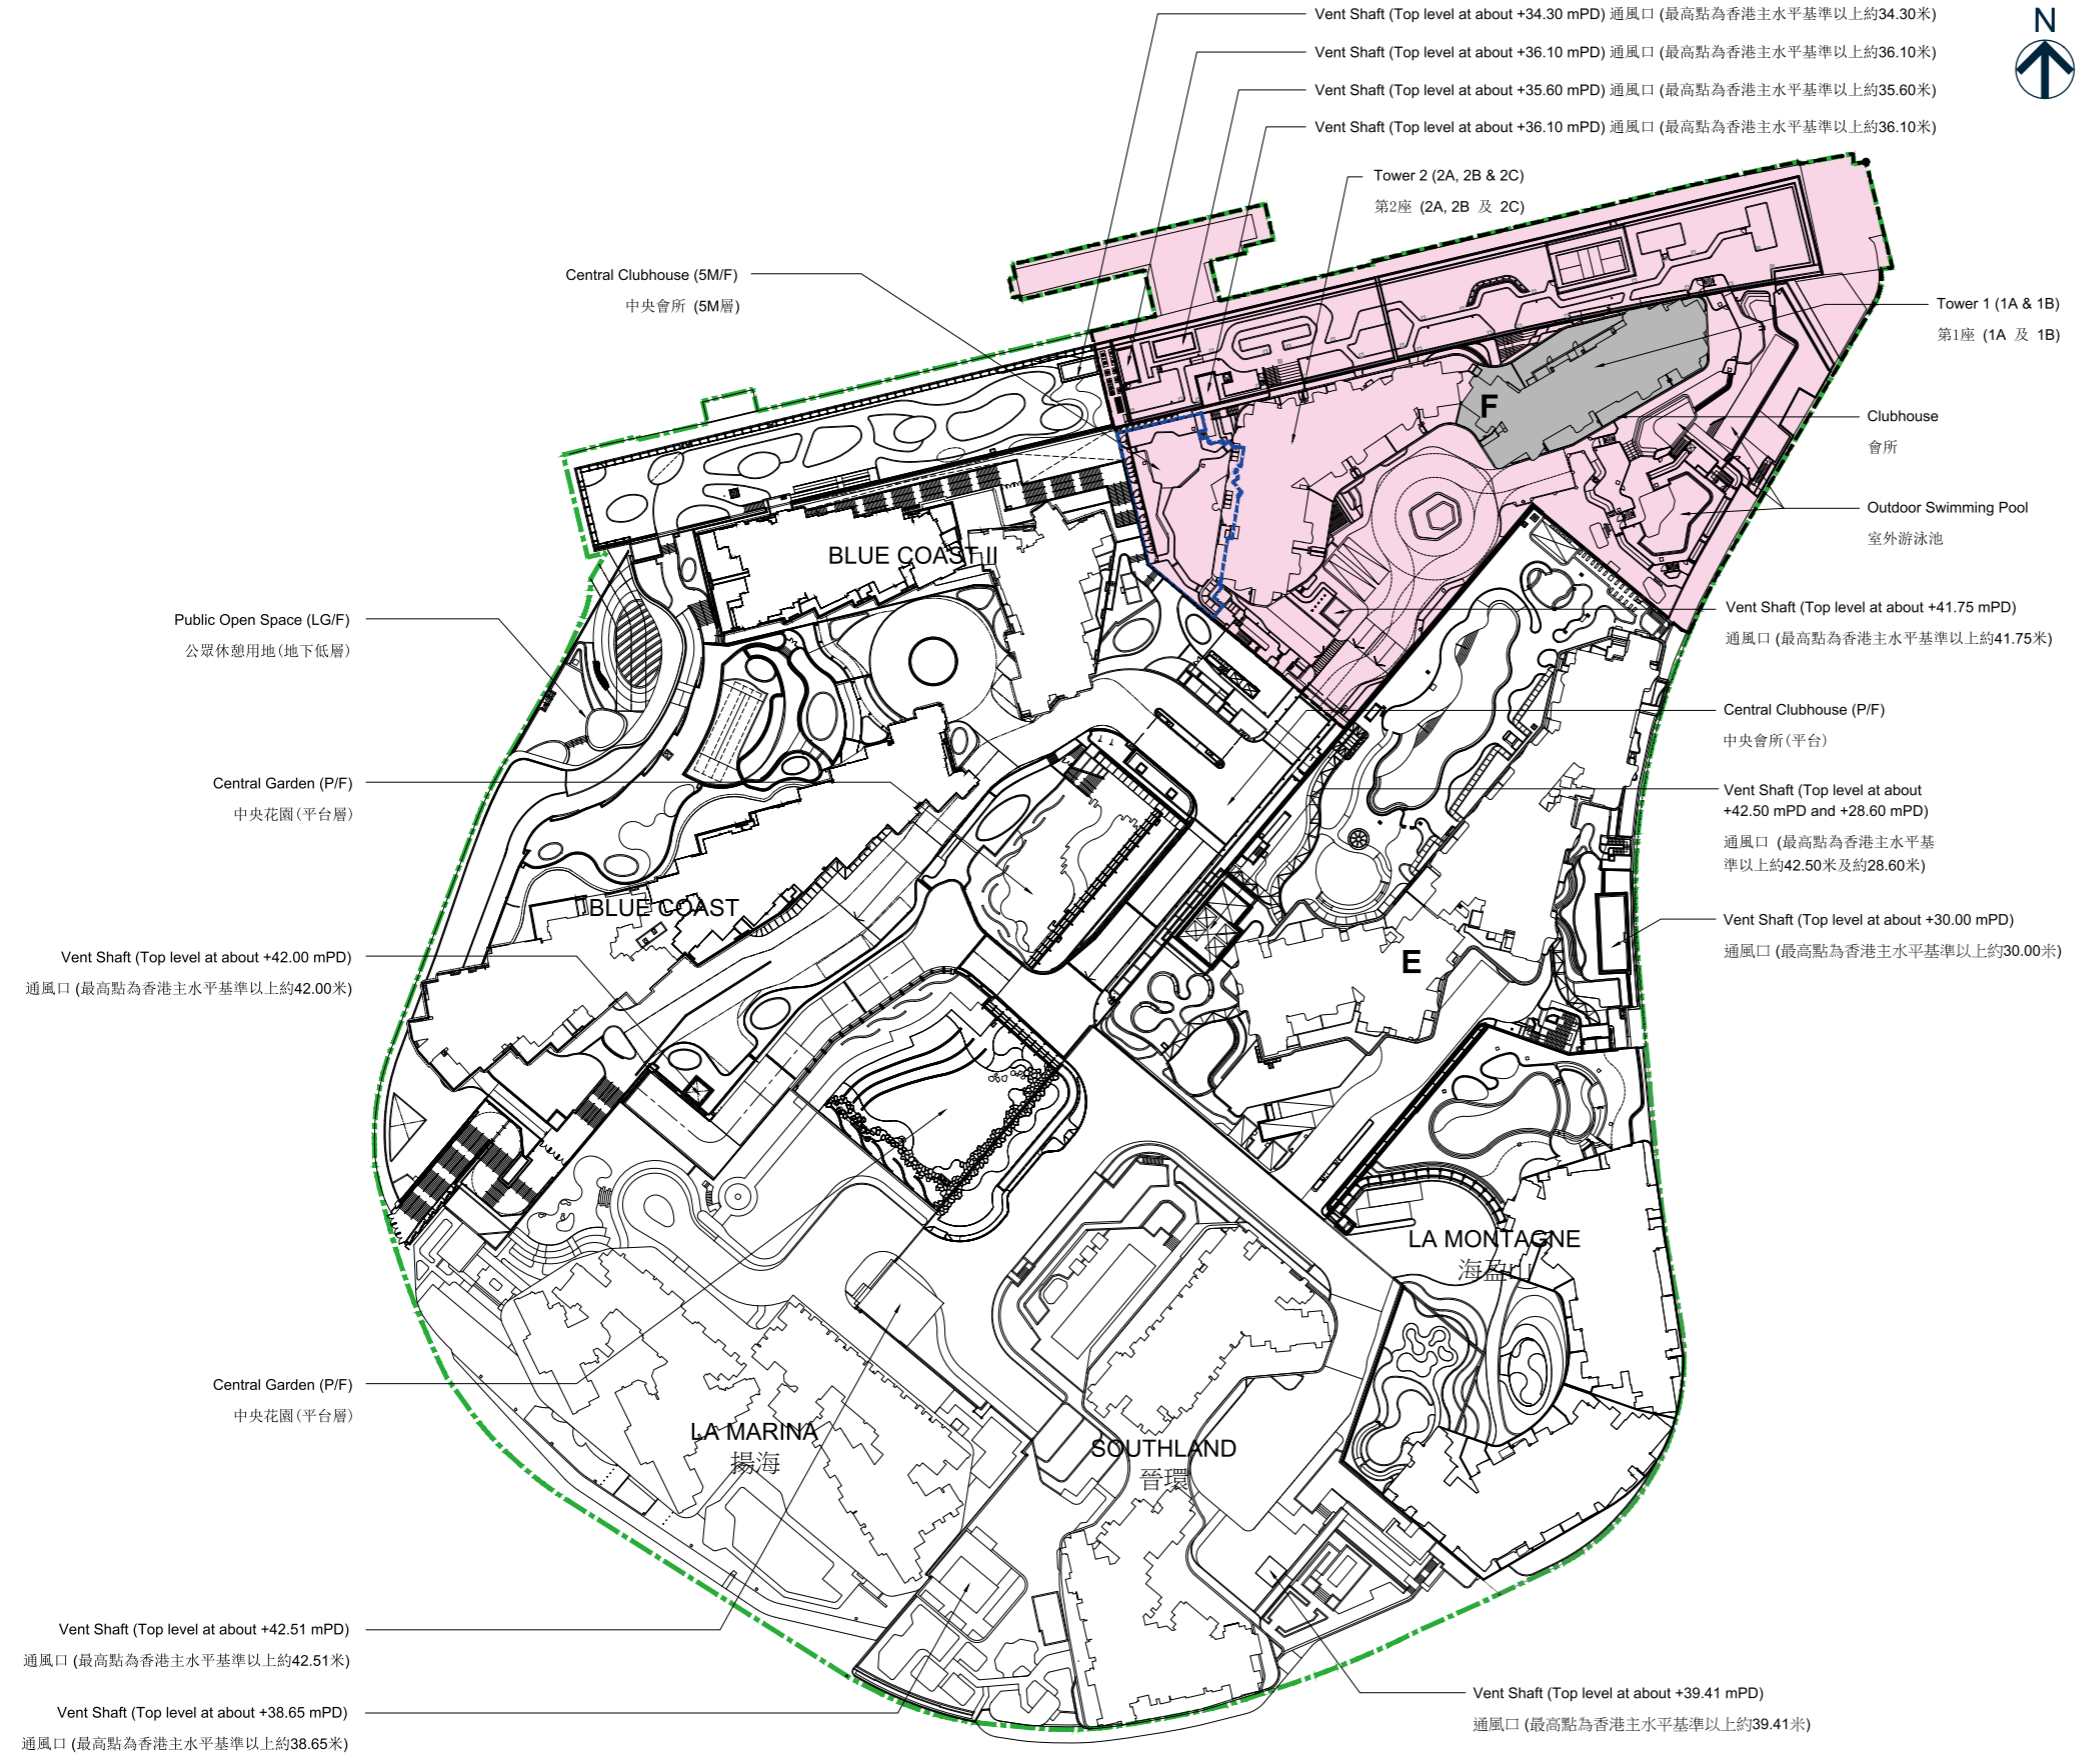 Vent Shaft (Top level at about +34.30 mPD) 通風口 (最高點為香港主水平基準以上約34.30米)
N
Vent Shaft (Top level at about +36.10 mPD) 通風口 (最高點為香港主水平基準以上約36.10米)
Vent Shaft (Top level at about +35.60 mPD) 通風口 (最高點為香港主水平基準以上約35.60米)
Vent Shaft (Top level at about +36.10 mPD) 通風口 (最高點為香港主水平基準以上約36.10米)
Tower 2 (2A, 2B & 2C)
第2座 (2A, 2B 及 2C)
Central Clubhouse (5M/F)
中央會所 (5M層)
Tower 1 (1A & 1B)
第1座 (1A 及 1B)
F
Clubhouse
會所
Outdoor Swimming Pool
室外游泳池
BLUE COAST II
Public Open Space (LG/F)
公眾休憩用地(地下低層)
Vent Shaft (Top level at about +41.75 mPD)
通風口 (最高點為香港主水平基準以上約41.75米)
Central Clubhouse (P/F)
中央會所(平台)
Central Garden (P/F)
中央花園(平台層)
Vent Shaft (Top level at about
+42.50 mPD and +28.60 mPD)
通風口 (最高點為香港主水平基
準以上約42.50米及約28.60米)
BLUE COAST
Vent Shaft (Top level at about +30.00 mPD)
通風口 (最高點為香港主水平基準以上約30.00米)
E
Vent Shaft (Top level at about +42.00 mPD)
通風口 (最高點為香港主水平基準以上約42.00米)
LA MONTAGNE
海盈山
Central Garden (P/F)
中央花園(平台層)
LA MARINA
揚海
SOUTHLAND
晉環
Vent Shaft (Top level at about +42.51 mPD)
通風口 (最高點為香港主水平基準以上約42.51米)
Vent Shaft (Top level at about +38.65 mPD)
通風口 (最高點為香港主水平基準以上約38.65米)
Vent Shaft (Top level at about +39.41 mPD)
通風口 (最高點為香港主水平基準以上約39.41米)